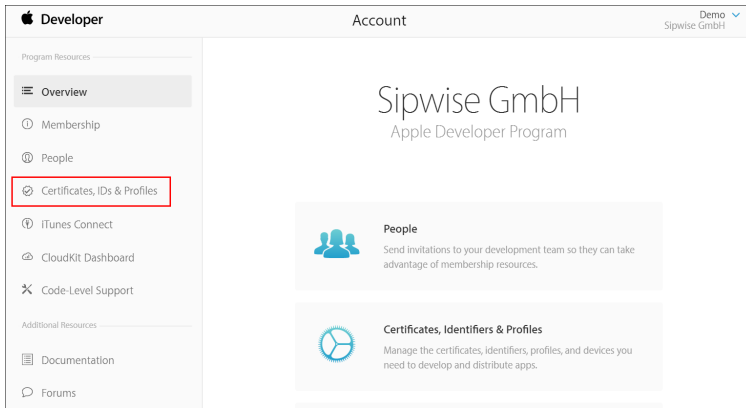 Developer
Account
Demo
Sipwise GmbH
Program Resources
Overview
Membership
People
Certificates, IDs & Profiles
iTunes Connect
CloudKit Dashboard
Code-Level Support
Additional Resources
Documentation
Forums
Sipwise GmbH
Apple Developer Program
People
Send invitations to your development team so they can take
advantage of membership resources.
Certificates, Identifiers & Profiles
Manage the certificates, identifiers, profiles, and devices you
need to develop and distribute apps.